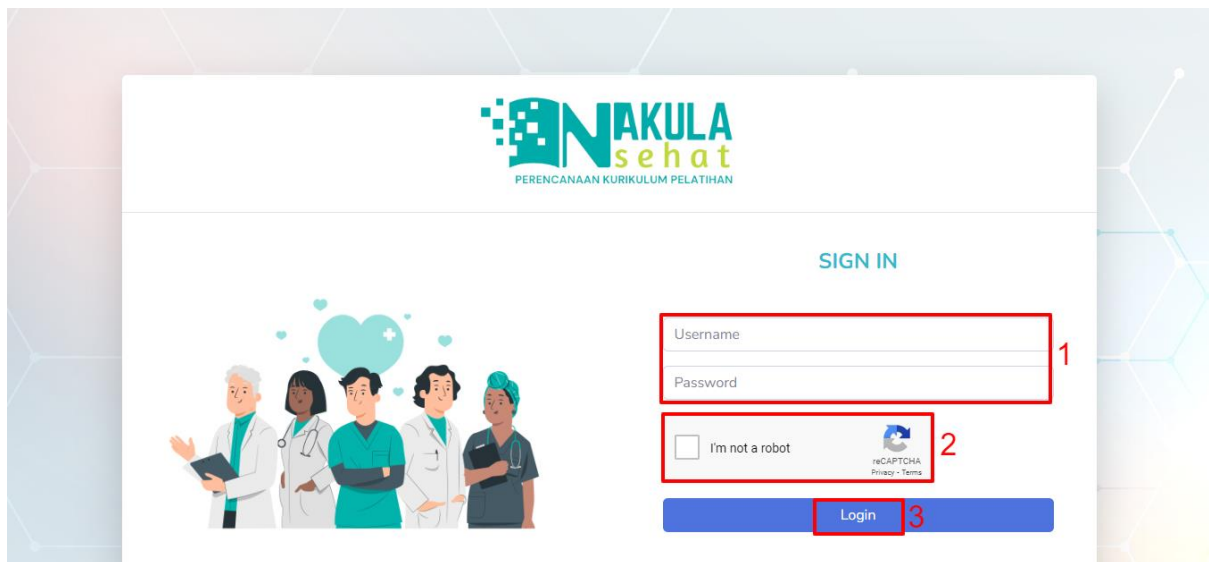 NAKULA
sehat
PERENCANAAN KURIKULUM PELATIHAN
SIGN IN
Username
1
Password
I'm not a robot
reCAPTCHA
Privacy - Terms
2
Login
3